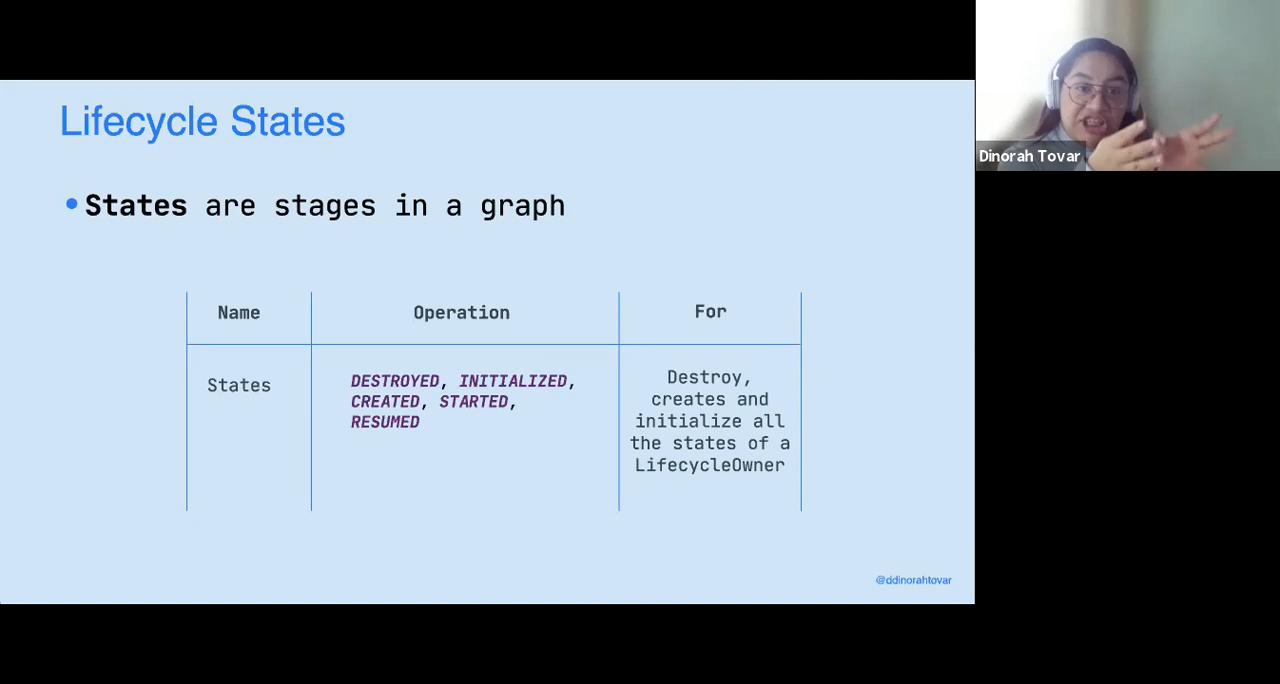 Lifecycle States
• States are stages in a graph
Name Operation For
States
DESTROYED, INITIALIZED,
CREATED, STARTED,
RESUMED
Destroy,
creates and
initialize all
the states of a
LifecycleOwner
@ddinorahtovar
Dinorah Tovar